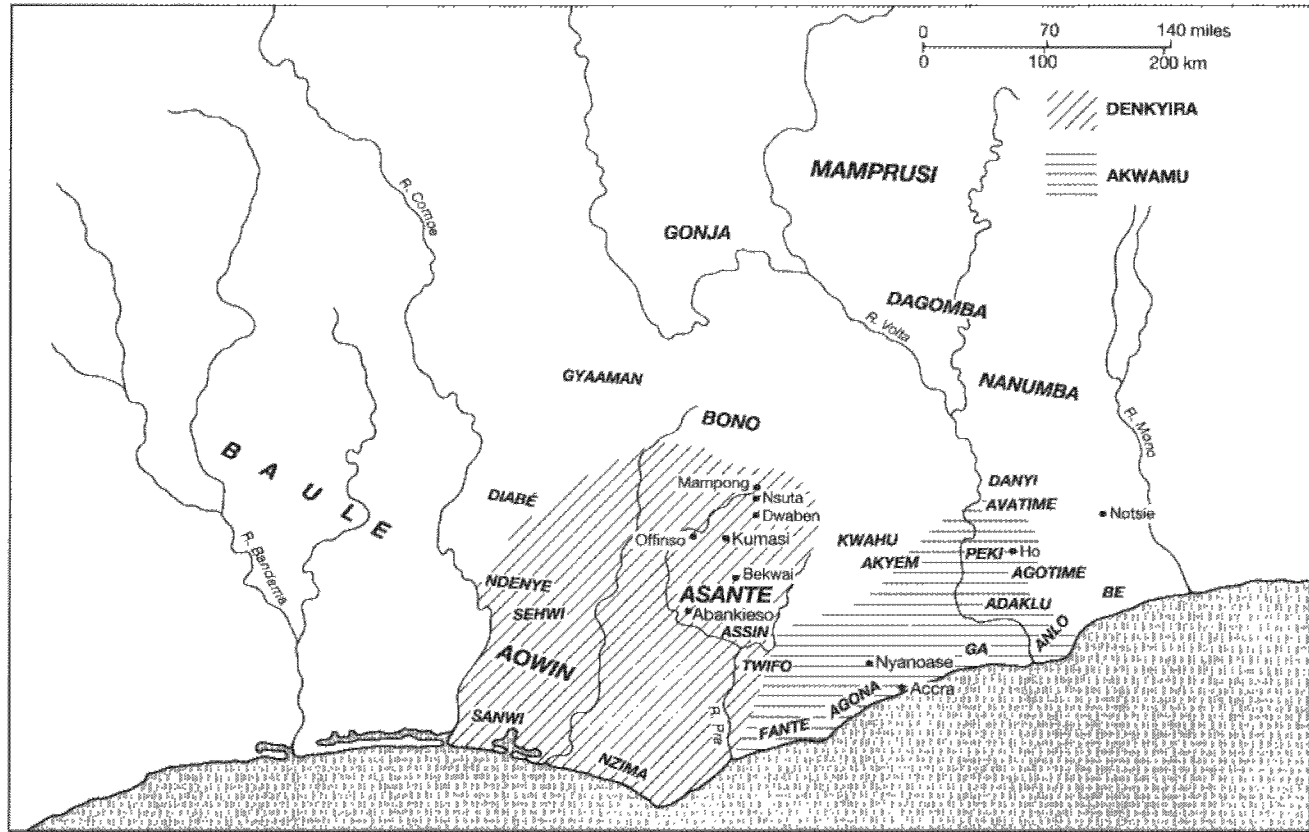 0 70 140 miles
0 100 200 km
DENKYIRA
AKWAMU
MAMPRUSI
R. Comoe
GONJA
DAGOMBA
R. Volta
GYAAMAN
NANUMBA
BONO
R. Mono
BAULE
DIABÉ
Mampong
Nsuta
Dwaben
DANYI
AVATIME
Notsie
Offinso
Kumasi
KWAHU
PEKI
Ho
AKYEM
AGOTIME
R. Bandama
NDENYE
Bekwai
ASANTE
BE
SEHWI
Abankieso
ADAKLU
ASSIN
ANLO
AOWIN
TWIFO
Nyanoase
GA
SANWI
R. Pra
FANTE
AGONA
Accra
NZIMA